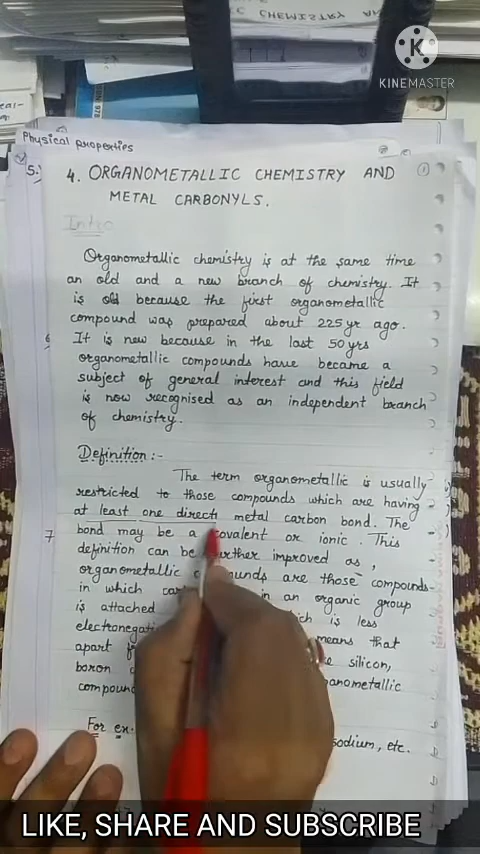 KINEMASTER
Physical properties
5.
4. ORGANOMETALLIC CHEMISTRY AND
METAL CARBONYLS.
1
Intro
Organometallic chemistry is at the same time
an old and a new branch of chemistry. It
is old because the first organometallic
compound was prepared about 225 yr ago.
It is new because in the last 50 yrs
organometallic compounds have became a
subject of general interest and this field
is now recognised as an independent branch
of chemistry.
Definition :-
The term organometallic is usually
restricted to those compounds which are having
at least one direct metal carbon bond. The
7
bond may be a covalent or ionic. This
definition can be further improved as,
organometallic are those compounds
in which in an organic group
is attached is less
means that
apart silicon,
boron
For ex. sodium, etc.
LIKE, SHARE AND SUBSCRIBE